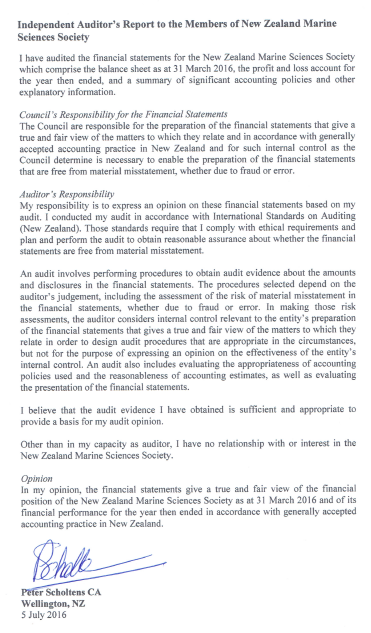 Independent Auditor's Report to the Members of New Zealand Marine
Sciences Society
I have audited the financial statements for the New Zealand Marine Sciences Society
which comprise the balance sheet as at 31 March 2016, the profit and loss account for
the year then ended, and a summary of significant accounting policies and other
explanatory information.
Council's Responsibility for the Financial Statements
The Council are responsible for the preparation of the financial statements that give a
true and fair view of the matters to which they relate and in accordance with generally
accepted accounting practice in New Zealand and for such internal control as the
Council determine is necessary to enable the preparation of the financial statements
that are free from material misstatement, whether due to fraud or error.
Auditor's Responsibility
My responsibility is to express an opinion on these financial statements based on my
audit. I conducted my audit in accordance with International Standards on Auditing
(New Zealand). Those standards require that I comply with ethical requirements and
plan and perform the audit to obtain reasonable assurance about whether the financial
statements are free from material misstatement.
An audit involves performing procedures to obtain audit evidence about the amounts
and disclosures in the financial statements. The procedures selected depend on the
auditor's judgement, including the assessment of the risk of material misstatement in
the financial statements, whether due to fraud or error. In making those risk
assessments, the auditor considers internal control relevant to the entity's preparation
of the financial statements that gives a true and fair view of the matters to which they
relate in order to design audit procedures that are appropriate in the circumstances,
but not for the purpose of expressing an opinion on the effectiveness of the entity's
internal control. An audit also includes evaluating the appropriateness of accounting
policies used and the reasonableness of accounting estimates, as well as evaluating
the presentation of the financial statements.
I believe that the audit evidence I have obtained is sufficient and appropriate to
provide a basis for my audit opinion.
Other than in my capacity as auditor, I have no relationship with or interest in the
New Zealand Marine Sciences Society.
Opinion
In my opinion, the financial statements give a true and fair view of the financial
position of the New Zealand Marine Sciences Society as at 31 March 2016 and of its
financial performance for the year then ended in accordance with generally accepted
accounting practice in New Zealand.
Peter Scholtens CA
Wellington, NZ
5 July 2016